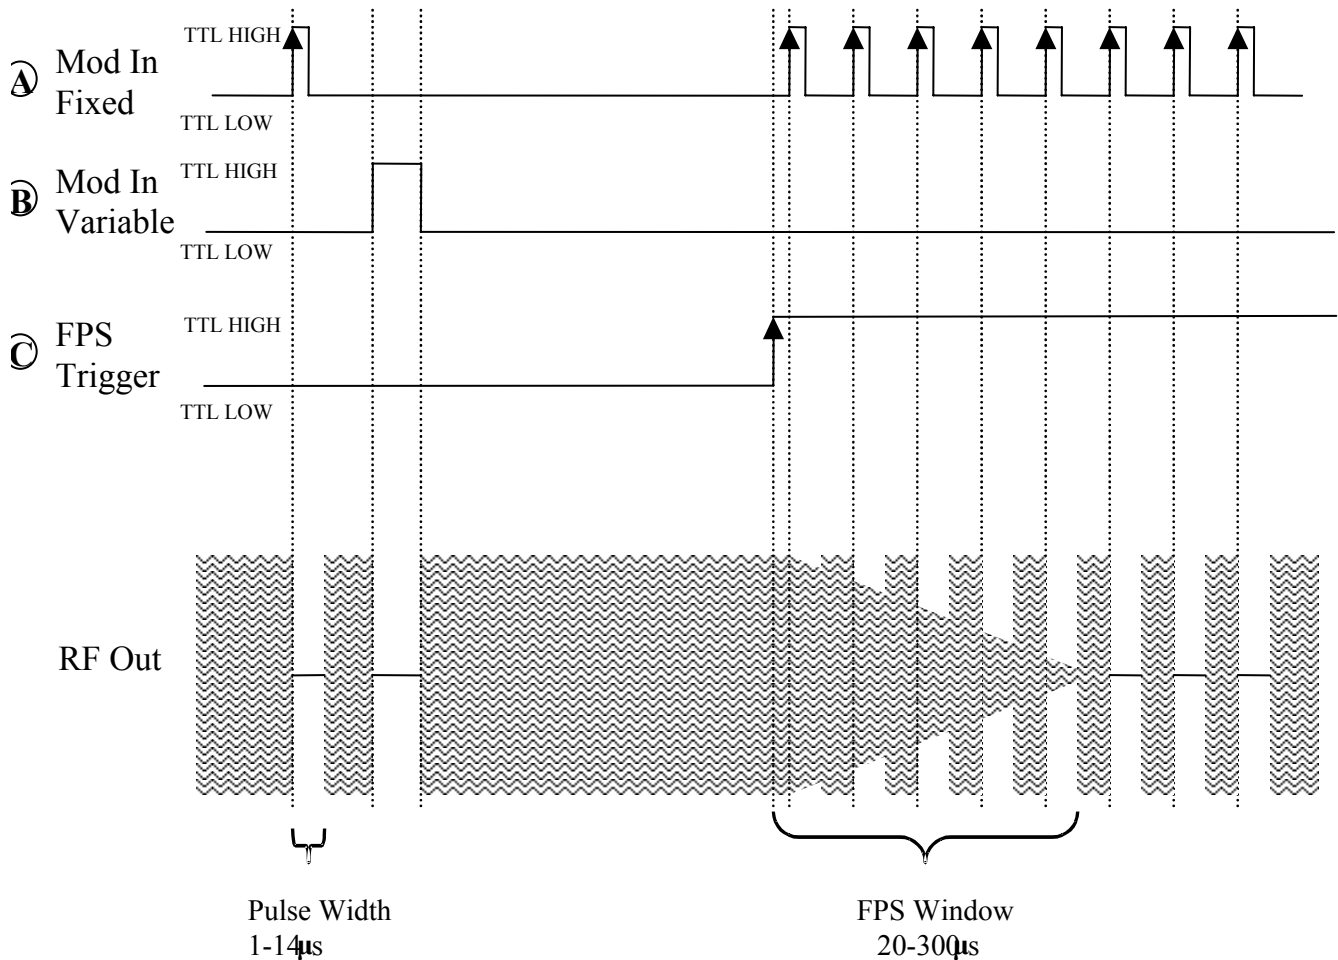 TTL HIGH
A Mod In
Fixed
TTL LOW
B Mod In
Variable
TTL HIGH
TTL LOW
C FPS
Trigger
TTL HIGH
TTL LOW
RF Out
Pulse Width
1-14µs
FPS Window
20-300µs